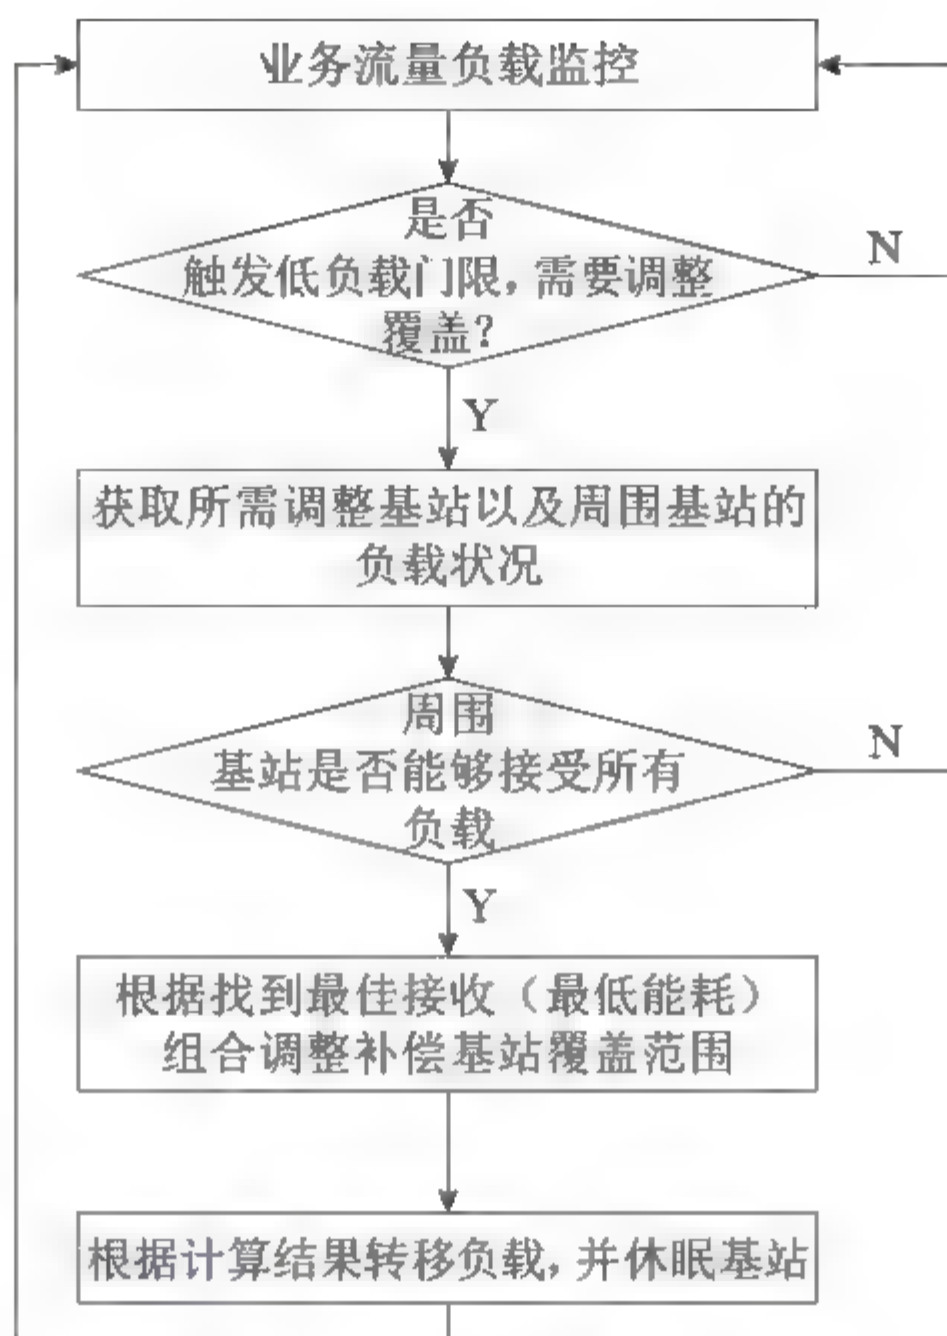 业务流量负载监控
是否
触发低负载门限，需要调整
覆盖？
N
Y
获取所需调整基站以及周围基站的
负载状况
周围
基站是否能够接受所有
负载
N
Y
根据找到最佳接收（最低能耗）
组合调整补偿基站覆盖范围
根据计算结果转移负载，并休眠基站